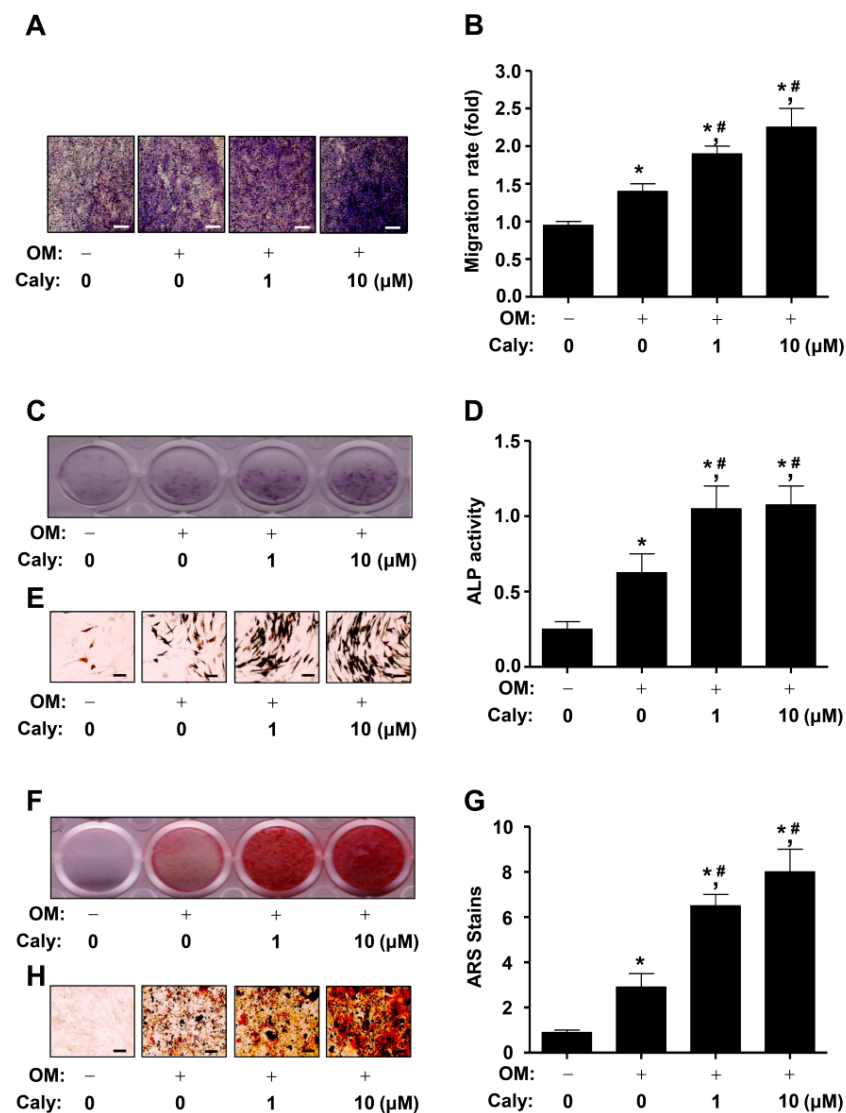 A
OM: – + + +
Caly: 0 0 1 10 (µM)
B
Migration rate (fold)
3.0
2.5
2.0
1.5
1.0
0.5
0.0
* *,# *,#
OM: – + + +
Caly: 0 0 1 10 (µM)
C
OM: – + + +
Caly: 0 0 1 10 (µM)
D
ALP activity
1.5
1.0
0.5
0.0
* *,# *,#
OM: – + + +
Caly: 0 0 1 10 (µM)
E
OM: – + + +
Caly: 0 0 1 10 (µM)
F
OM: – + + +
Caly: 0 0 1 10 (µM)
G
ARS Stains
10
8
6
4
2
0
* *,# *,#
OM: – + + +
Caly: 0 0 1 10 (µM)
H
OM: – + + +
Caly: 0 0 1 10 (µM)